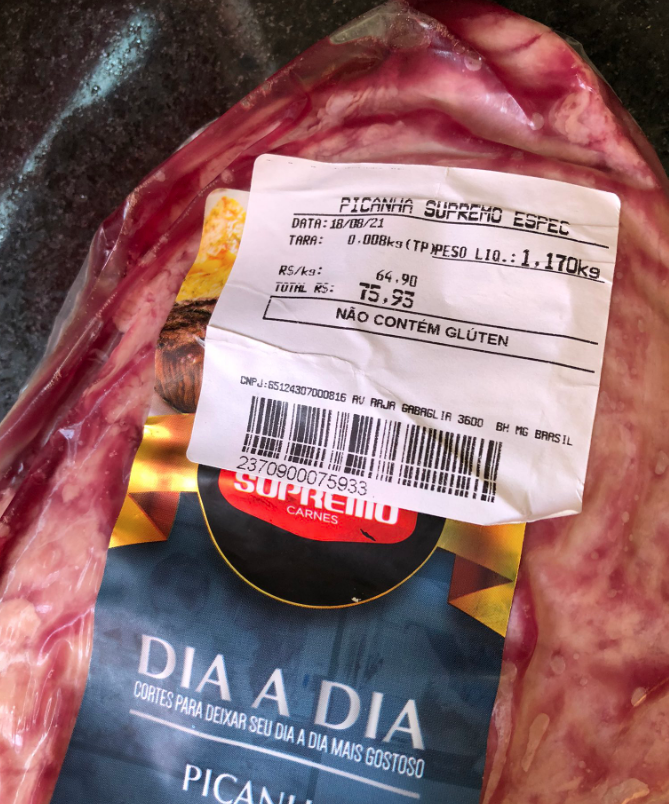 PICANHA SUPREMO ESPEC
DATA: 18/08/21
TARA: 0.008kg (TP) PESO LIQ.: 1,170kg
R$/kg: 64,90
TOTAL R$: 75,93
NÃO CONTÉM GLÚTEN
CNPJ:65124307000816 AV RAJA GABAGLIA 3600 BH MG BRASIL
2370900075933
SUPREMO
CARNES
DIA A DIA
CORTES PARA DEIXAR SEU DIA A DIA MAIS GOSTOSO
PICANH